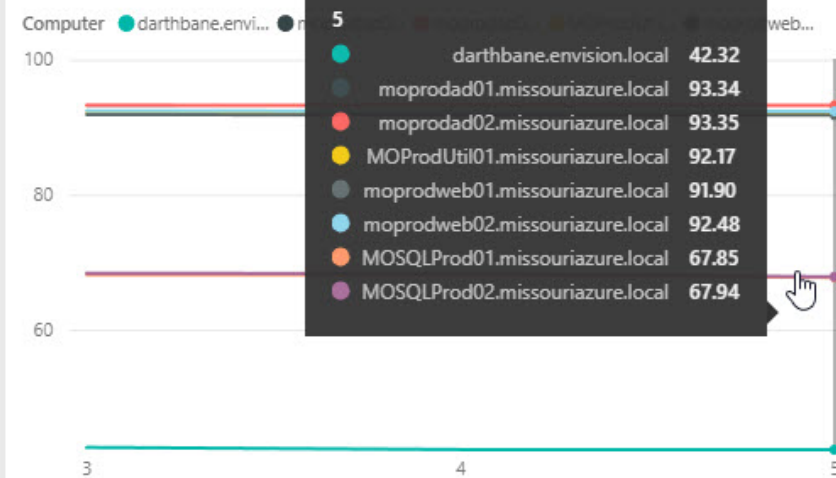 Computer darthbane.envi... web...
5
100
darthbane.envision.local 42.32
moprodad01.missouriazure.local 93.34
moprodad02.missouriazure.local 93.35
MOProdUtil01.missouriazure.local 92.17
moprodweb01.missouriazure.local 91.90
80
moprodweb02.missouriazure.local 92.48
MOSQLProd01.missouriazure.local 67.85
MOSQLProd02.missouriazure.local 67.94
60
3 4 5